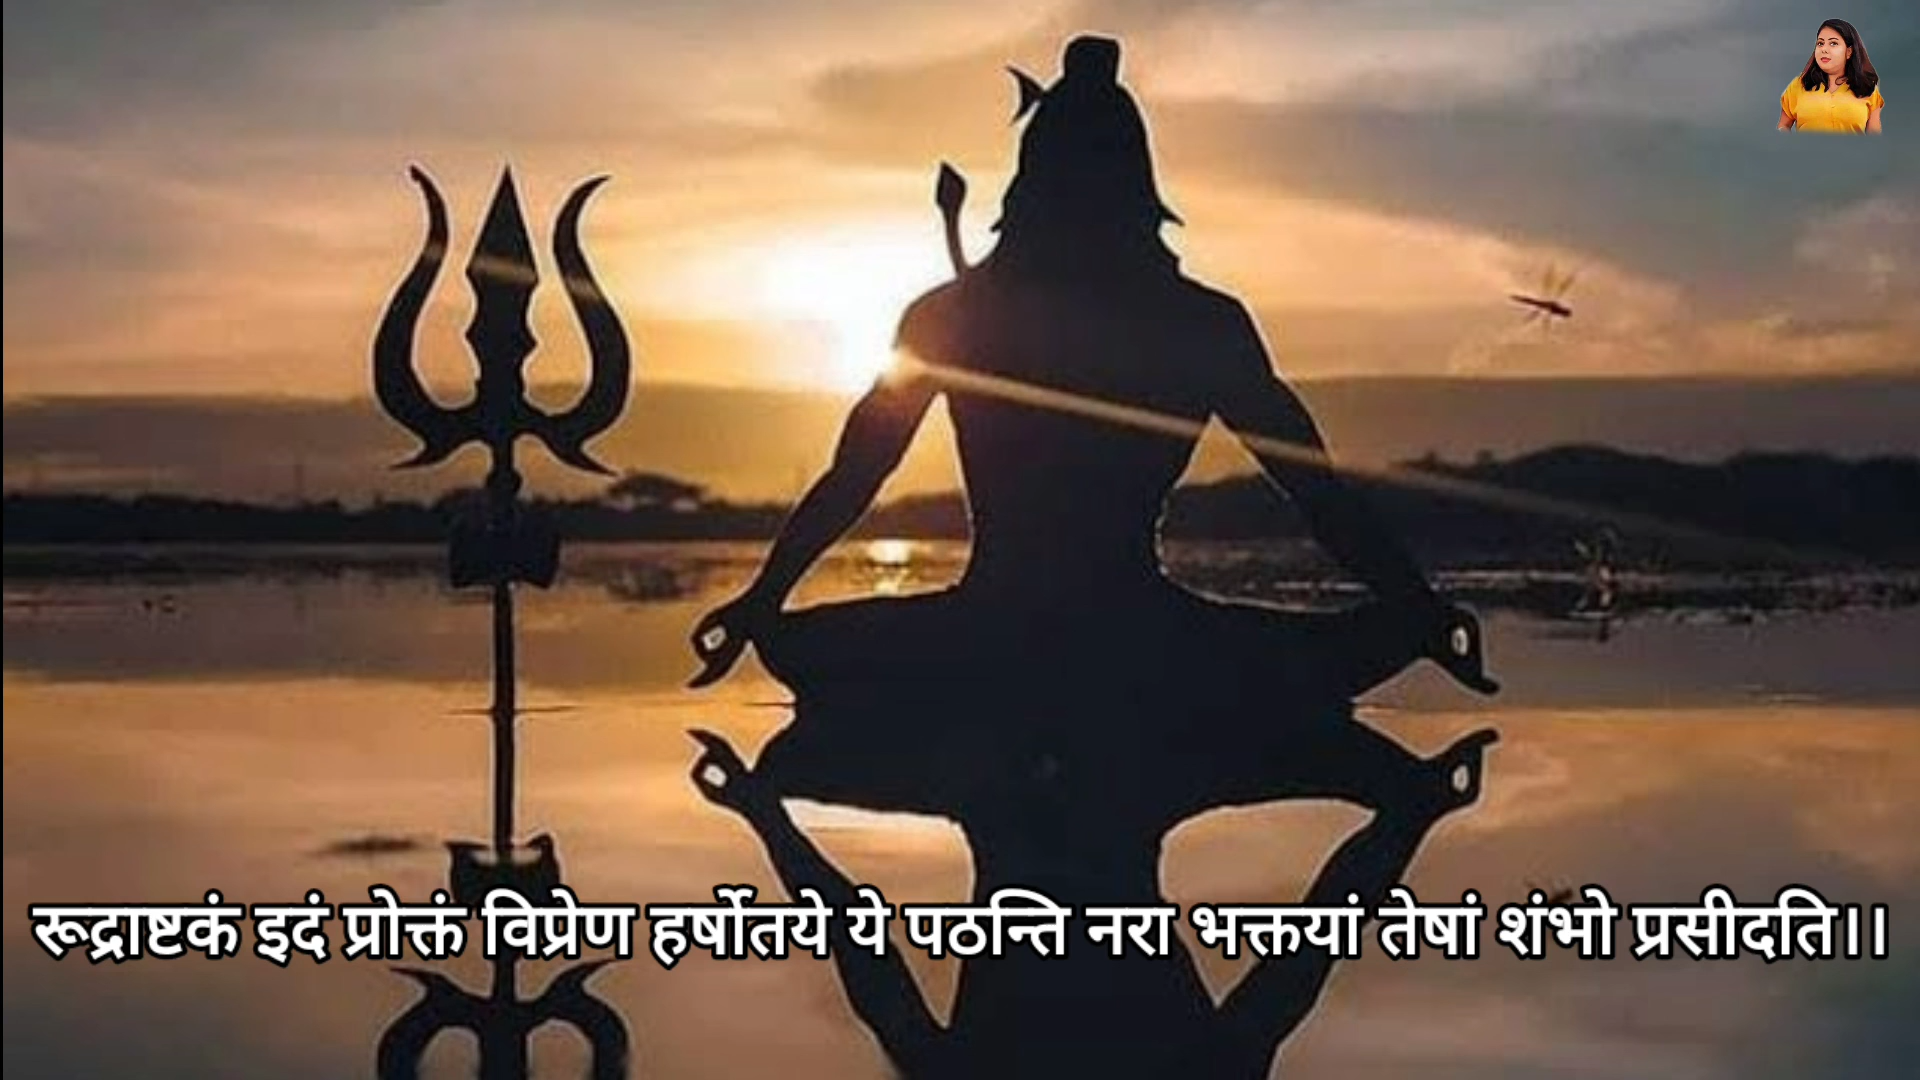 रूद्राष्टकं इदं प्रोक्तं विप्रेण हर्षोतये ये पठन्ति नरा भक्तयां तेषां शंभो प्रसीदति।।